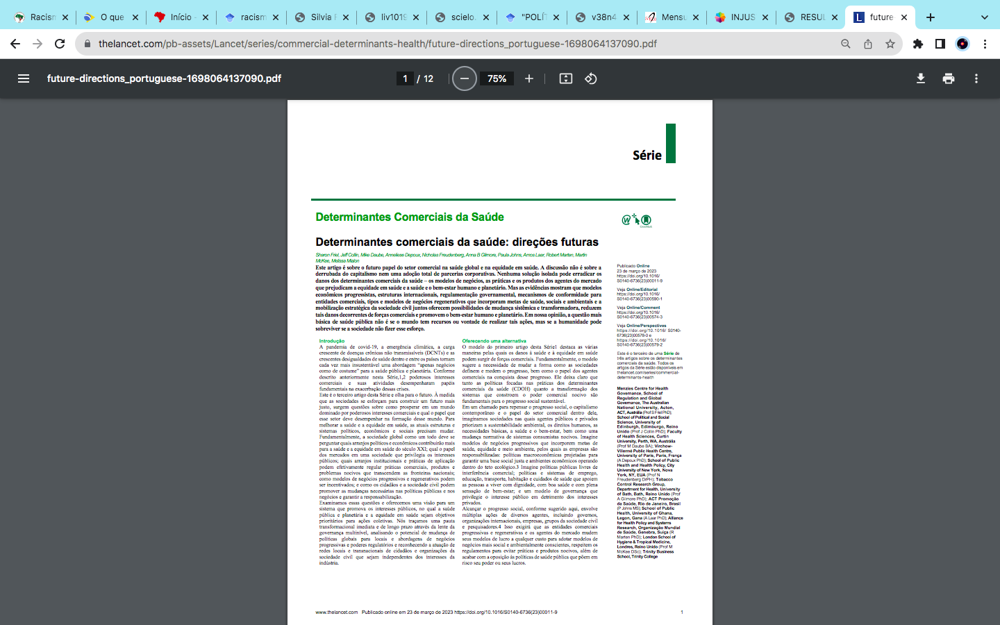 Racism
O que
Início -
racism
Silvia F
liv1019
scielo.
"POLÍT
v38n4
Mensu
INJUS
RESUL
future
thelancet.com/pb-assets/Lancet/series/commercial-determinants-health/future-directions_portuguese-1698064137090.pdf
future-directions_portuguese-1698064137090.pdf
1 / 12
75%
Série
Determinantes Comerciais da Saúde
Determinantes comerciais da saúde: direções futuras
Sharon Friel, Jeff Collin, Mike Daube, Anneliese Depoux, Nicholas Freudenberg, Anna B Gilmore, Paula Johns, Amos Laar, Robert Marten, Martin
McKee, Melissa Mialon
Este artigo é sobre o futuro papel do setor comercial na saúde global e na equidade em saúde. A discussão não é sobre a
derrubada do capitalismo nem uma adoção total de parcerias corporativas. Nenhuma solução isolada pode erradicar os
danos dos determinantes comerciais da saúde – os modelos de negócios, as práticas e os produtos dos agentes do mercado
que prejudicam a equidade em saúde e a saúde e o bem-estar humano e planetário. Mas as evidências mostram que modelos
econômicos progressistas, estruturas internacionais, regulamentação governamental, mecanismos de conformidade para
entidades comerciais, tipos e modelos de negócios regenerativos que incorporam metas de saúde, sociais e ambientais e a
mobilização estratégica da sociedade civil juntos oferecem possibilidades de mudança sistêmica e transformadora, reduzem
tais danos decorrentes de forças comerciais e promovem o bem-estar humano e planetário. Em nossa opinião, a questão mais
básica de saúde pública não é se o mundo tem recursos ou vontade de realizar tais ações, mas se a humanidade pode
sobreviver se a sociedade não fizer esse esforço.
Introdução
A pandemia de covid-19, a emergência climática, a carga
crescente de doenças crônicas não transmissíveis (DCNTs) e as
crescentes desigualdades de saúde dentro e entre os países tornam
cada vez mais insustentável uma abordagem “apenas negócios
como de costume” para a saúde pública e planetária. Conforme
descrito anteriormente nesta Série,1,2 poderosos interesses
comerciais e suas atividades desempenharam papéis
fundamentais na exacerbação dessas crises.
Este é o terceiro artigo desta Série e olha para o futuro. À medida
que as sociedades se esforçam para construir um futuro mais
justo, surgem questões sobre como prosperar em um mundo
dominado por poderosos interesses comerciais e qual o papel que
esse setor deve desempenhar na formação desse mundo. Para
melhorar a saúde e a equidade em saúde, as atuais estruturas e
sistemas políticos, econômicos e sociais precisam mudar.
Fundamentalmente, a sociedade global como um todo deve se
perguntar quais arranjos políticos e econômicos contribuirão mais
para a saúde e a equidade em saúde do século XXI; qual o papel
dos mercados em uma sociedade que privilegia os interesses
públicos; quais arranjos institucionais e práticas de aplicação
podem efetivamente regular práticas comerciais, produtos e
problemas nocivos que transcendem as fronteiras nacionais;
como modelos de negócios progressivos e regenerativos podem
ser incentivados; e como os cidadãos e a sociedade civil podem
promover as mudanças necessárias nas políticas públicas e nos
negócios e garantir a responsabilização.
Examinamos essas questões e oferecemos uma visão para um
sistema que promova os interesses públicos, no qual a saúde
pública e planetária e a equidade em saúde sejam objetivos
prioritários para ações coletivas. Nós traçamos uma pauta
transformacional imediata e de longo prazo através da lente da
governança multinível, analisando o potencial de mudança de
políticas globais para locais e abordagens de negócios
progressivas e poderes regulatórios e reconhecendo a atuação de
redes locais e transnacionais de cidadãos e organizações da
sociedade civil que sejam independentes dos interesses da
indústria.
Oferecendo uma alternativa
O modelo do primeiro artigo desta Série1 destaca as várias
maneiras pelas quais os danos à saúde e à equidade em saúde
podem surgir de forças comerciais. Fundamentalmente, o modelo
sugere a necessidade de mudar a forma como as sociedades
definem e medem o progresso, bem como o papel dos agentes
comerciais na conquista desse progresso. Ele deixa claro que
tanto as políticas focadas nas práticas dos determinantes
comerciais da saúde (CDOH) quanto a transformação dos
sistemas que constroem o poder comercial nocivo são
fundamentais para o progresso social sustentável.
Em um chamado para repensar o progresso social, o capitalismo
contemporâneo e o papel do setor comercial dentro dele,
imaginamos sociedades nas quais agentes públicos e privados
priorizam a sustentabilidade ambiental, os direitos humanos, as
necessidades básicas, a saúde e o bem-estar, bem como uma
mudança normativa de sistemas consumistas nocivos. Imagine
modelos de negócios progressivos que incorporem metas de
saúde, equidade e meio ambiente, pelos quais as empresas são
responsabilizadas: políticas macroeconômicas projetadas para
garantir uma base social justa e ambientes econômicos operando
dentro do teto ecológico.3 Imagine políticas públicas livres de
interferência comercial; políticas e sistemas de emprego,
educação, transporte, habitação e cuidados de saúde que apoiem
as pessoas a viver com dignidade, com boa saúde e com plena
sensação de bem-estar; e um modelo de governança que
privilegie o interesse público em detrimento dos interesses
privados.
Alcançar o progresso social, conforme sugerido aqui, envolve
múltiplas ações de diversos agentes, incluindo governos,
organizações internacionais, empresas, grupos da sociedade civil
e pesquisadores.4 Isso exigirá que as entidades comerciais
progressivas e regenerativas e os agentes do mercado mudem
seus modelos de lucro a qualquer custo para adotar modelos de
negócios mais social e ambientalmente conscientes, respeitem os
regulamentos para evitar práticas e produtos nocivos, além de
acabar com a oposição às políticas de saúde pública que põem em
risco seu poder ou seus lucros.
CrossMark
Publicado Online
23 de março de 2023
https://doi.org/10.1016/
S0140-6736(23)00011-9
Veja Online/Editorial
https://doi.org/10.1016/
S0140-6736(23)00590-1
Veja Online/Comment
https://doi.org/10.1016/
S0140-6736(23)00574-3
Veja Online/Perspectives
https://doi.org/10.1016/ S0140-
6736(23)00578-0 e
https://doi.org/10.1016/
S0140-6736(23)00579-2
Este é o terceiro de uma Série de
três artigos sobre os determinantes
comerciais da saúde. Todos os
artigos da Série estão disponíveis em
thelancet.com/series/commercial-
determinants-health
Menzies Centre for Health
Governance, School of
Regulation and Global
Governance, The Australian
National University, Acton,
ACT, Austrália (Prof S Friel PhD);
School of Political and Social
Science, University of
Edinburgh, Edimburgo, Reino
Unido (Prof J Collin PhD); Faculty
of Health Sciences, Curtin
University, Perth, WA, Austrália
(Prof M Daube BA); Virchow-
Villermé Public Health Centre,
University of Paris, Paris, França
(A Depoux PhD); School of Public
Health and Health Policy, City
University of New York, Nova
York, NY, EUA (Prof N
Freudenberg DrPH); Tobacco
Control Research Group,
Department for Health, University
of Bath, Bath, Reino Unido (Prof
A Gilmore PhD); ACT Promoção
da Saúde, Rio de Janeiro, Brasil
(P Johns MS); School of Public
Health, University of Ghana,
Legon, Gana (A Laar PhD); Alliance
for Health Policy and Systems
Research, Organização Mundial
de Saúde, Genebra, Suíça (R
Marten PhD); London School of
Hygiene & Tropical Medicine,
Londres, Reino Unido (Prof M
McKee DSc); Trinity Business
School, Trinity College
www.thelancet.com Publicado online em 23 de março de 2023 https://doi.org/10.1016/S0140-6736(23)00011-9
1